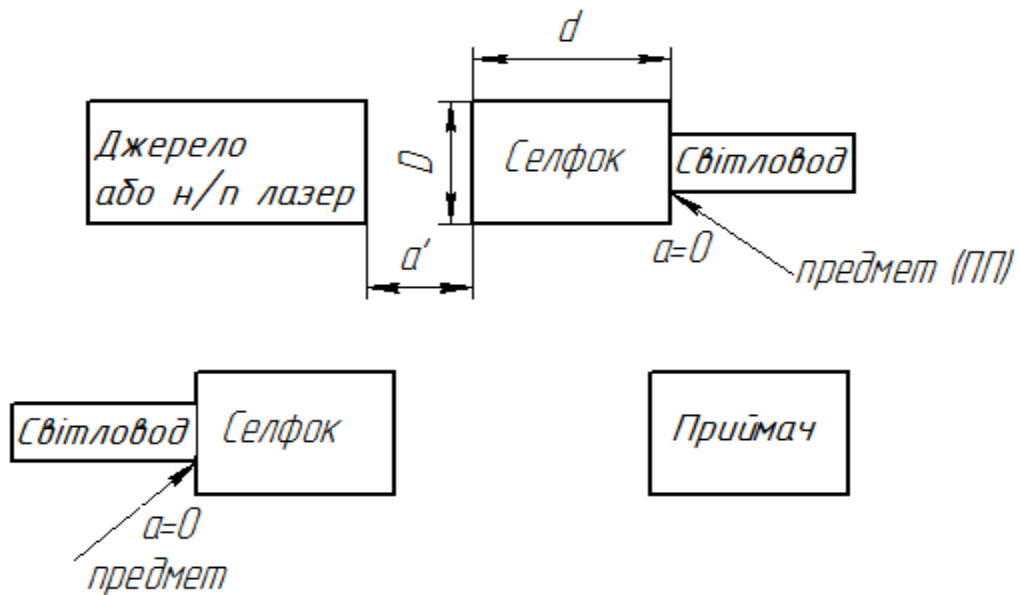 d
Джерело
або н/п лазер
D
Селфок
Світловод
a'
a=0
предмет (ПП)
Світловод
Селфок
Приймач
a=0
предмет